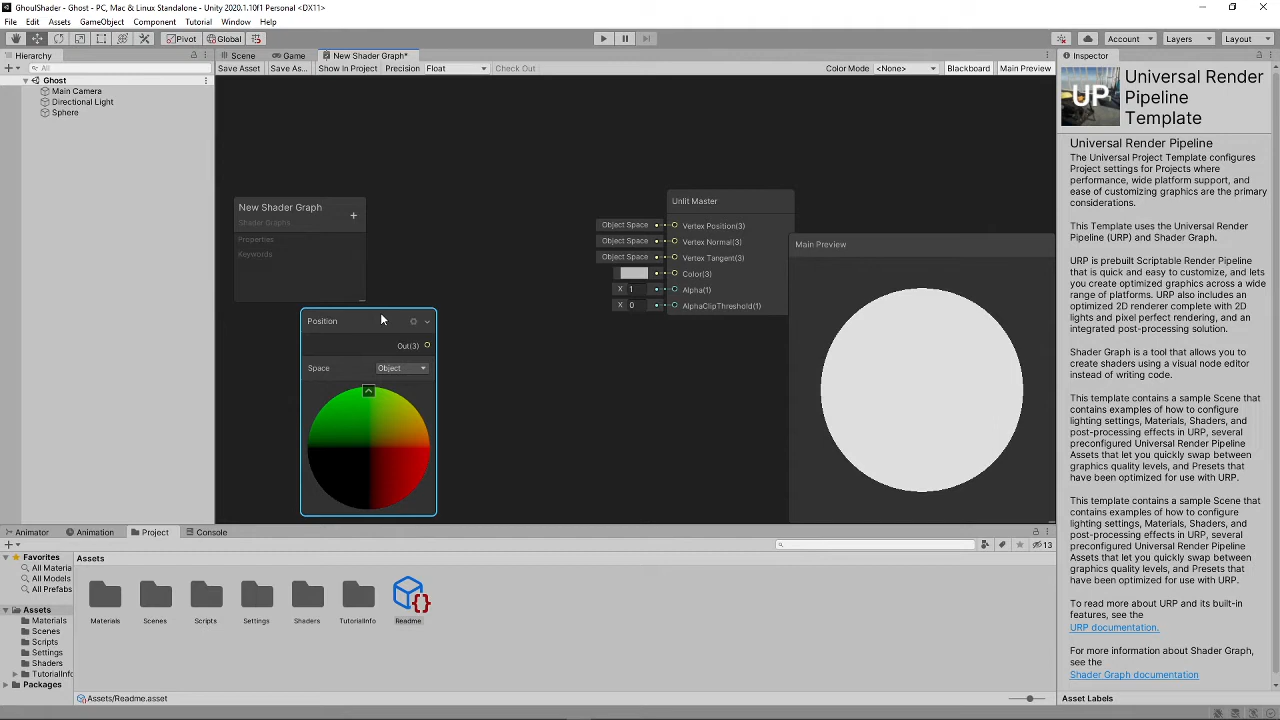 GhoulShader - Ghost - PC, Mac & Linux Standalone - Unity 2020.1.10f1 Personal <DX11>
File Edit Assets GameObject Component Tutorial Window Help
Pivot Global Account Layers Layout
Hierarchy
All
Ghost
Main Camera
Directional Light
Sphere
Scene Game New Shader Graph*
Save Asset Save As... Show In Project Precision Float Check Out Color Mode <None> Blackboard Main Preview
New Shader Graph +
Shader Graphs
Properties
Keywords
Position
Out(3)
Space Object
Unlit Master
Object Space Vertex Position(3)
Object Space Vertex Normal(3)
Object Space Vertex Tangent(3)
Color(3)
X 1 Alpha(1)
X 0 AlphaClipThreshold(1)
Main Preview
Inspector
UP
Universal Render
Pipeline
Template
Universal Render Pipeline
The Universal Project Template configures
Project settings for Projects where
performance, wide platform support, and
ease of customizing graphics are the primary
considerations.
This Template uses the Universal Render
Pipeline (URP) and Shader Graph.
URP is prebuilt Scriptable Render Pipeline
that is quick and easy to customize, and lets
you create optimized graphics across a wide
range of platforms. URP also includes an
optimized 2D renderer complete with 2D
lights and pixel perfect rendering, and an
integrated post-processing solution.
Shader Graph is a tool that allows you to
create shaders using a visual node editor
instead of writing code.
This template contains a sample Scene that
contains examples of how to configure
lighting settings, Materials, Shaders, and
post-processing effects in URP, several
preconfigured Universal Render Pipeline
Assets that let you quickly swap between
graphics quality levels, and Presets that
have been optimized for use with URP.
This template contains a sample Scene that
contains examples of how to configure
lighting settings, Materials, Shaders, and
post-processing effects in URP, several
preconfigured Universal Render Pipeline
Assets that let you quickly swap between
graphics quality levels, and Presets that
have been optimized for use with URP.
To read more about URP and its built-in
features, see the
URP documentation.
For more information about Shader Graph,
see the
Shader Graph documentation
Asset Labels
Animator Animation Project Console
13
Favorites
All Materia
All Models
All Prefabs
Assets
Materials
Scenes
Scripts
Settings
Shaders
TutorialInfo
Packages
Assets
Materials Scenes Scripts Settings Shaders TutorialInfo Readme
Assets/Readme.asset